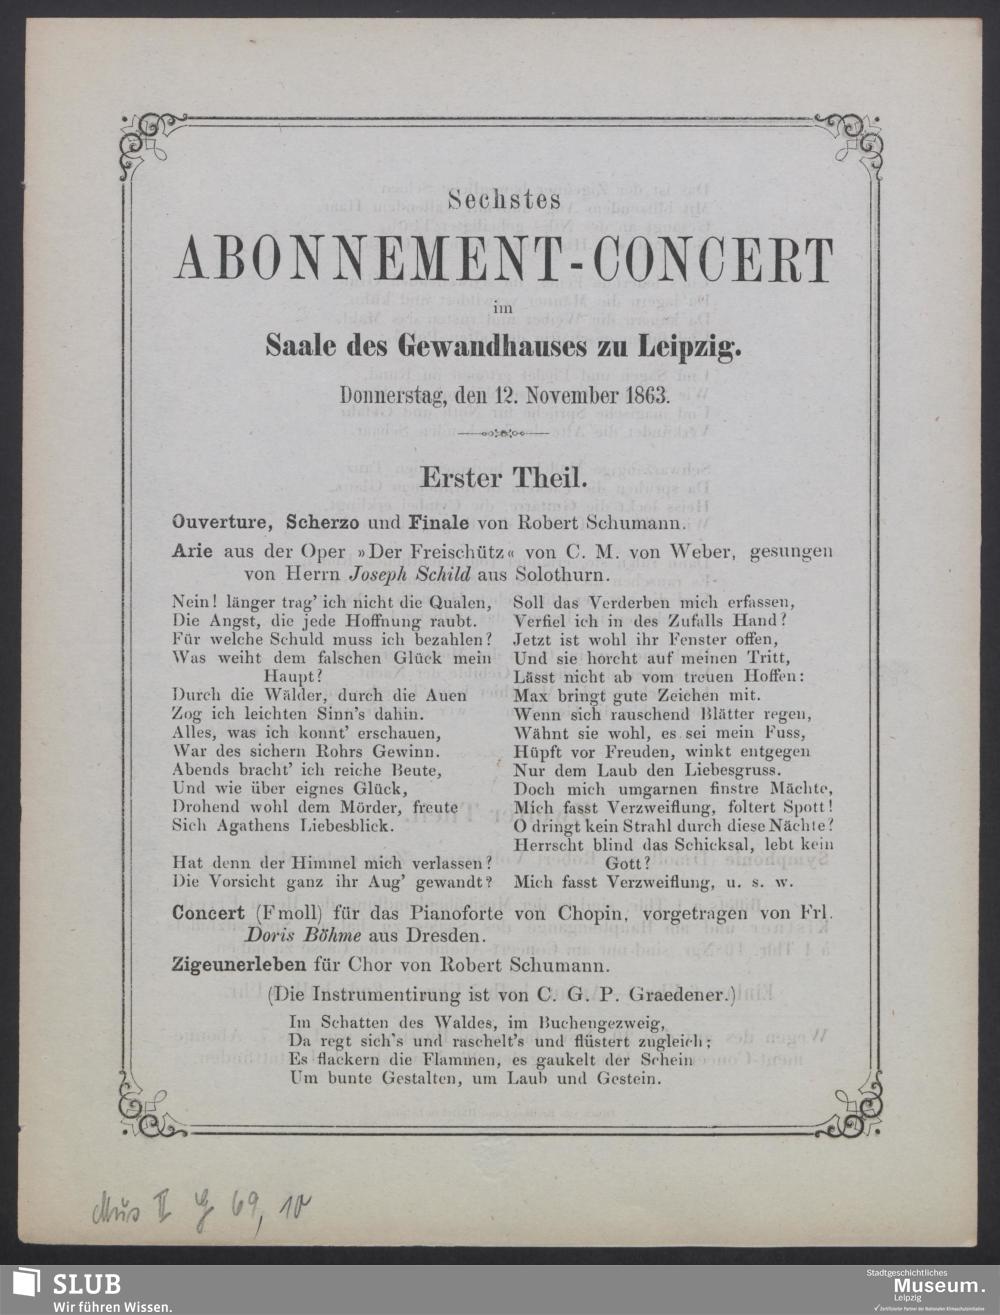 Sechstes
ABONNEMENT-CONCERT
im
Saale des Gewandhauses zu Leipzig.
Donnerstag, den 12. November 1863.
Erster Theil.
Ouverture, Scherzo und Finale von Robert Schumann.
Arie aus der Oper »Der Freischütz« von C. M. von Weber, gesungen
von Herrn Joseph Schild aus Solothurn.
Nein! länger trag' ich nicht die Qualen,
Die Angst, die jede Hoffnung raubt.
Für welche Schuld muss ich bezahlen?
Was weiht dem falschen Glück mein
Haupt?
Durch die Wälder, durch die Auen
Zog ich leichten Sinn's dahin.
Alles, was ich konnt' erschauen,
War des sichern Rohrs Gewinn.
Abends bracht' ich reiche Beute,
Und wie über eignes Glück,
Drohend wohl dem Mörder, freute
Sich Agathens Liebesblick.
Hat denn der Himmel mich verlassen?
Die Vorsicht ganz ihr Aug' gewandt?
Soll das Verderben mich erfassen,
Verfiel ich in des Zufalls Hand?
Jetzt ist wohl ihr Fenster offen,
Und sie horcht auf meinen Tritt,
Lässt nicht ab vom treuen Hoffen:
Max bringt gute Zeichen mit.
Wenn sich rauschend Blätter regen,
Wähnt sie wohl, es sei mein Fuss,
Hüpft vor Freuden, winkt entgegen
Nur dem Laub den Liebesgruss.
Doch mich umgarnen finstre Mächte,
Mich fasst Verzweiflung, foltert Spott!
O dringt kein Strahl durch diese Nächte?
Herrscht blind das Schicksal, lebt kein
Gott?
Mich fasst Verzweiflung, u. s. w.
Concert (F moll) für das Pianoforte von Chopin, vorgetragen von Frl.
Doris Böhme aus Dresden.
Zigeunerleben für Chor von Robert Schumann.
(Die Instrumentirung ist von C. G. P. Graedener.)
Im Schatten des Waldes, im Buchengezweig,
Da regt sich's und raschelt's und flüstert zugleich;
Es flackern die Flammen, es gaukelt der Schein
Um bunte Gestalten, um Laub und Gestein.
Mus II G 69, 10
SLUB
Wir führen Wissen.
Stadtgeschichtliches
Museum.
Leipzig